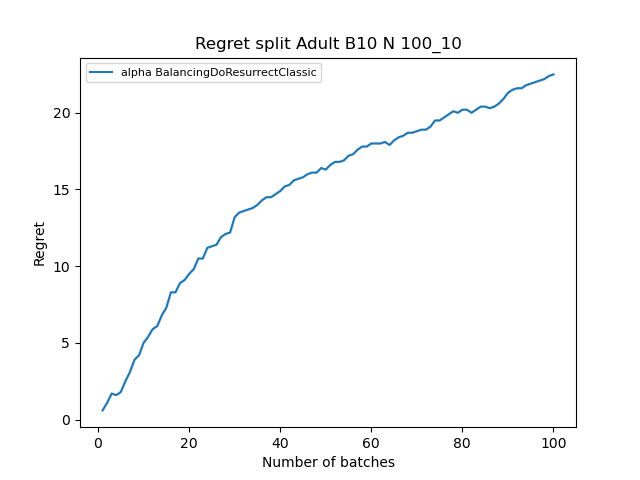 Regret split Adult B10 N 100_10
alpha BalancingDoResurrectClassic
20
15
10
5
0
Regret
0 20 40 60 80 100
Number of batches